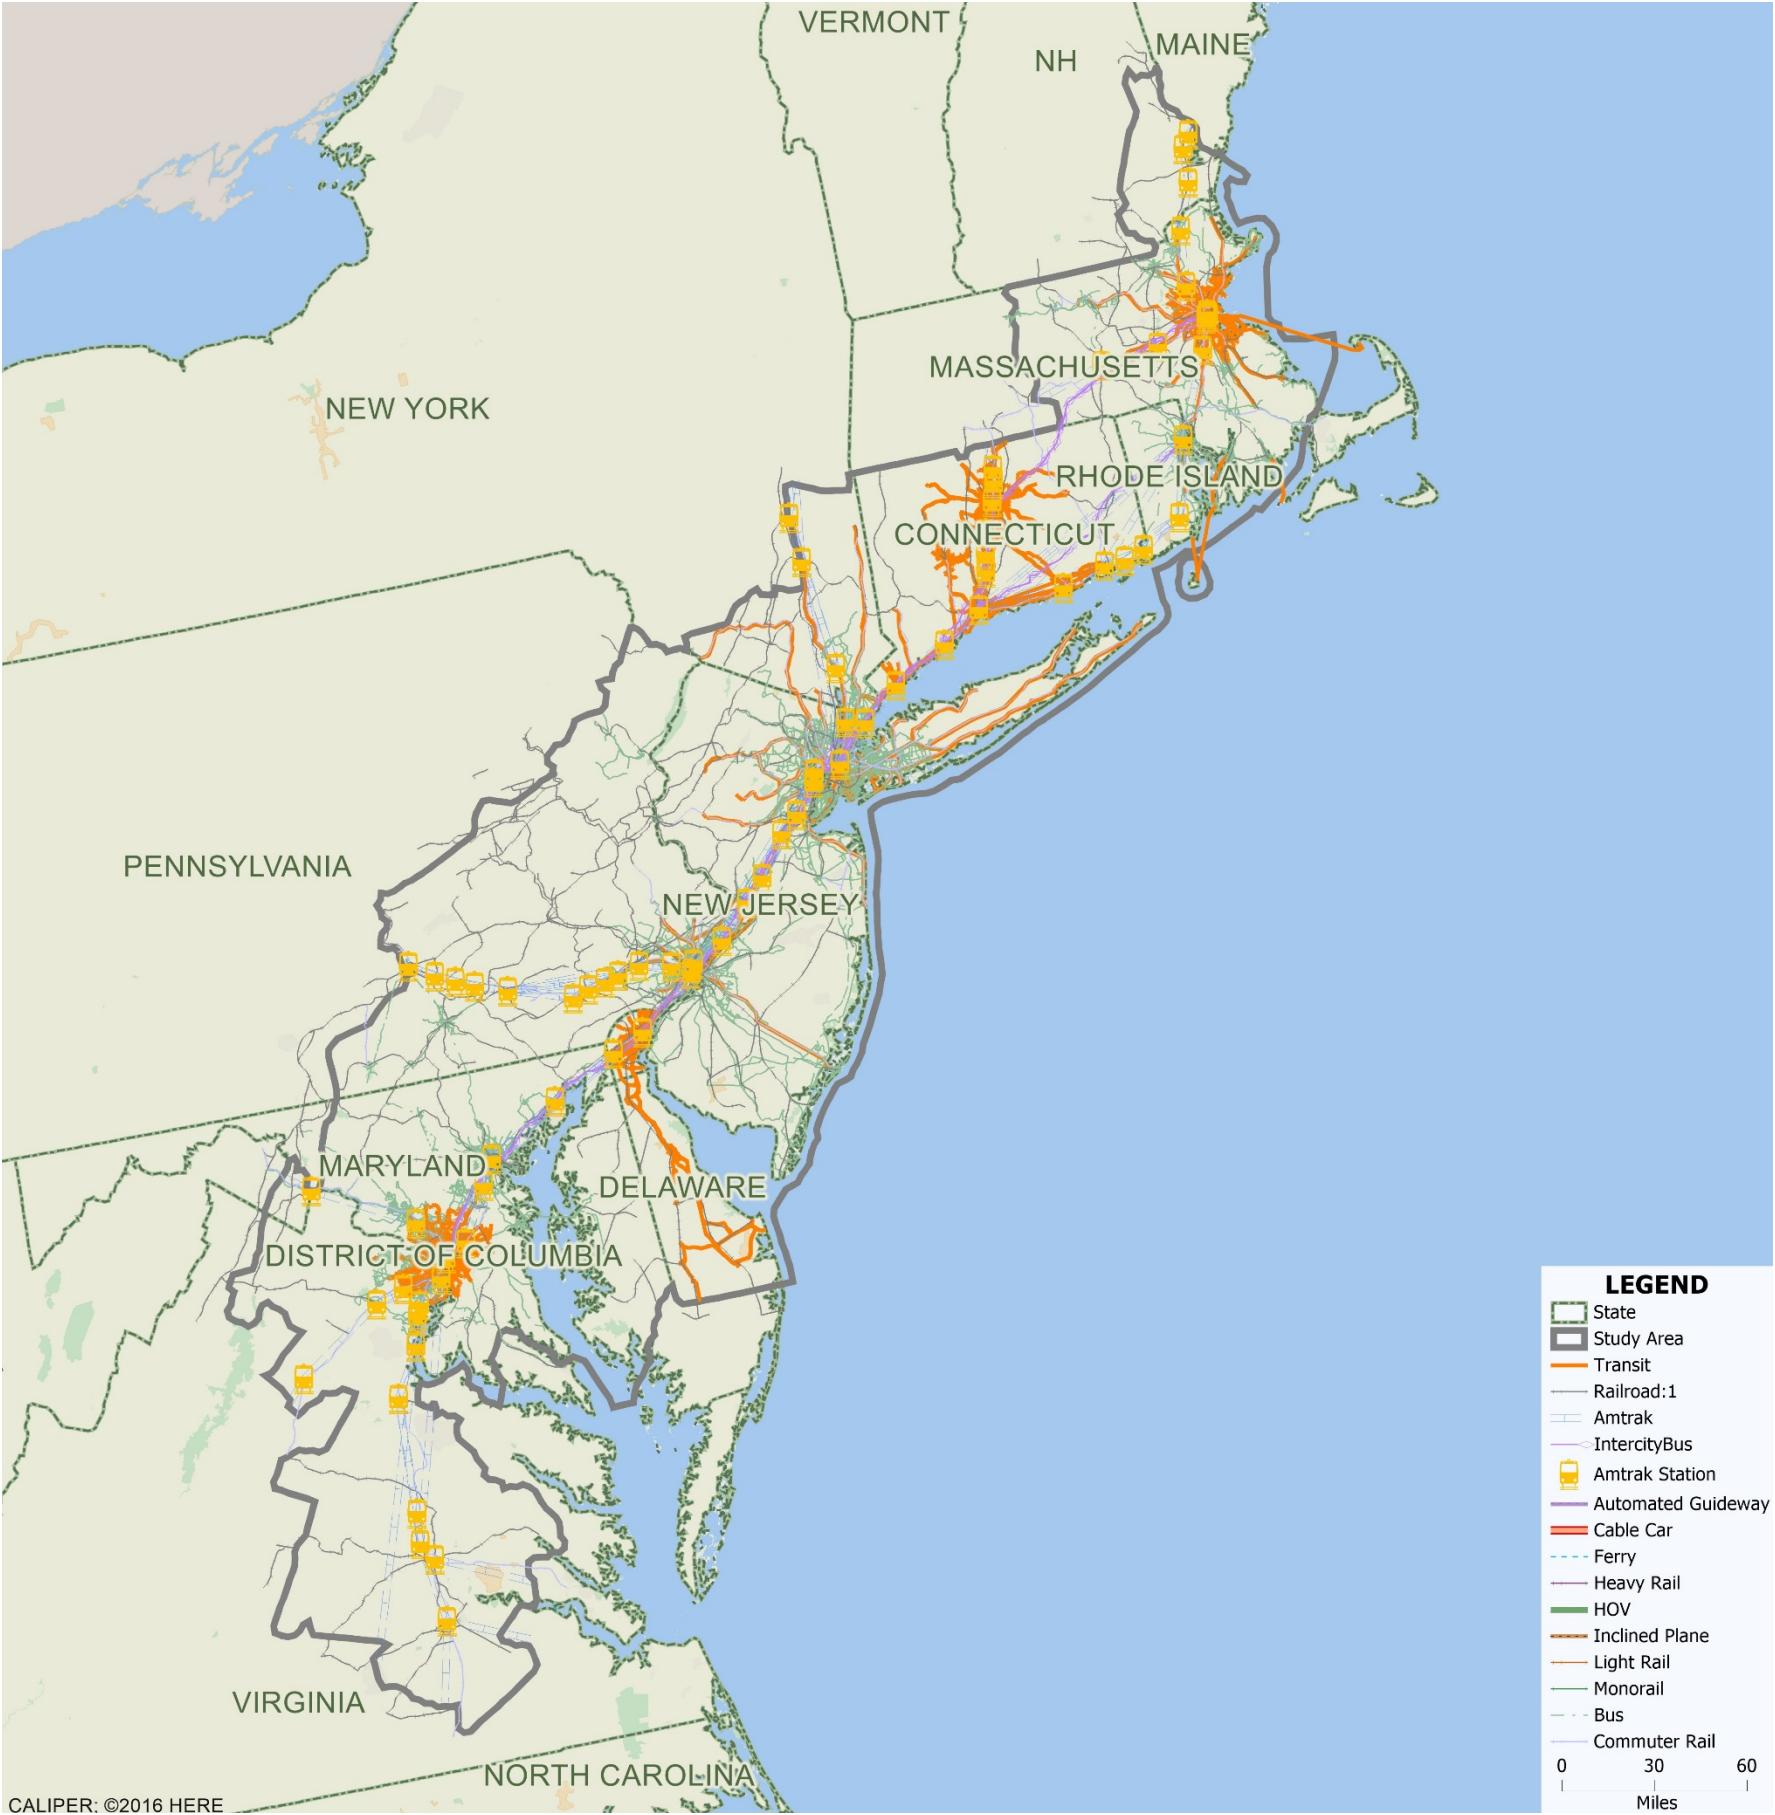 VERMONT
NH
MAINE
MASSACHUSETTS
NEW YORK
RHODE ISLAND
CONNECTICUT
PENNSYLVANIA
NEW JERSEY
MARYLAND
DELAWARE
DISTRICT OF COLUMBIA
VIRGINIA
NORTH CAROLINA
LEGEND
State
Study Area
Transit
Railroad:1
Amtrak
IntercityBus
Amtrak Station
Automated Guideway
Cable Car
Ferry
Heavy Rail
HOV
Inclined Plane
Light Rail
Monorail
Bus
Commuter Rail
0 30 60
Miles
CALIPER; ©2016 HERE